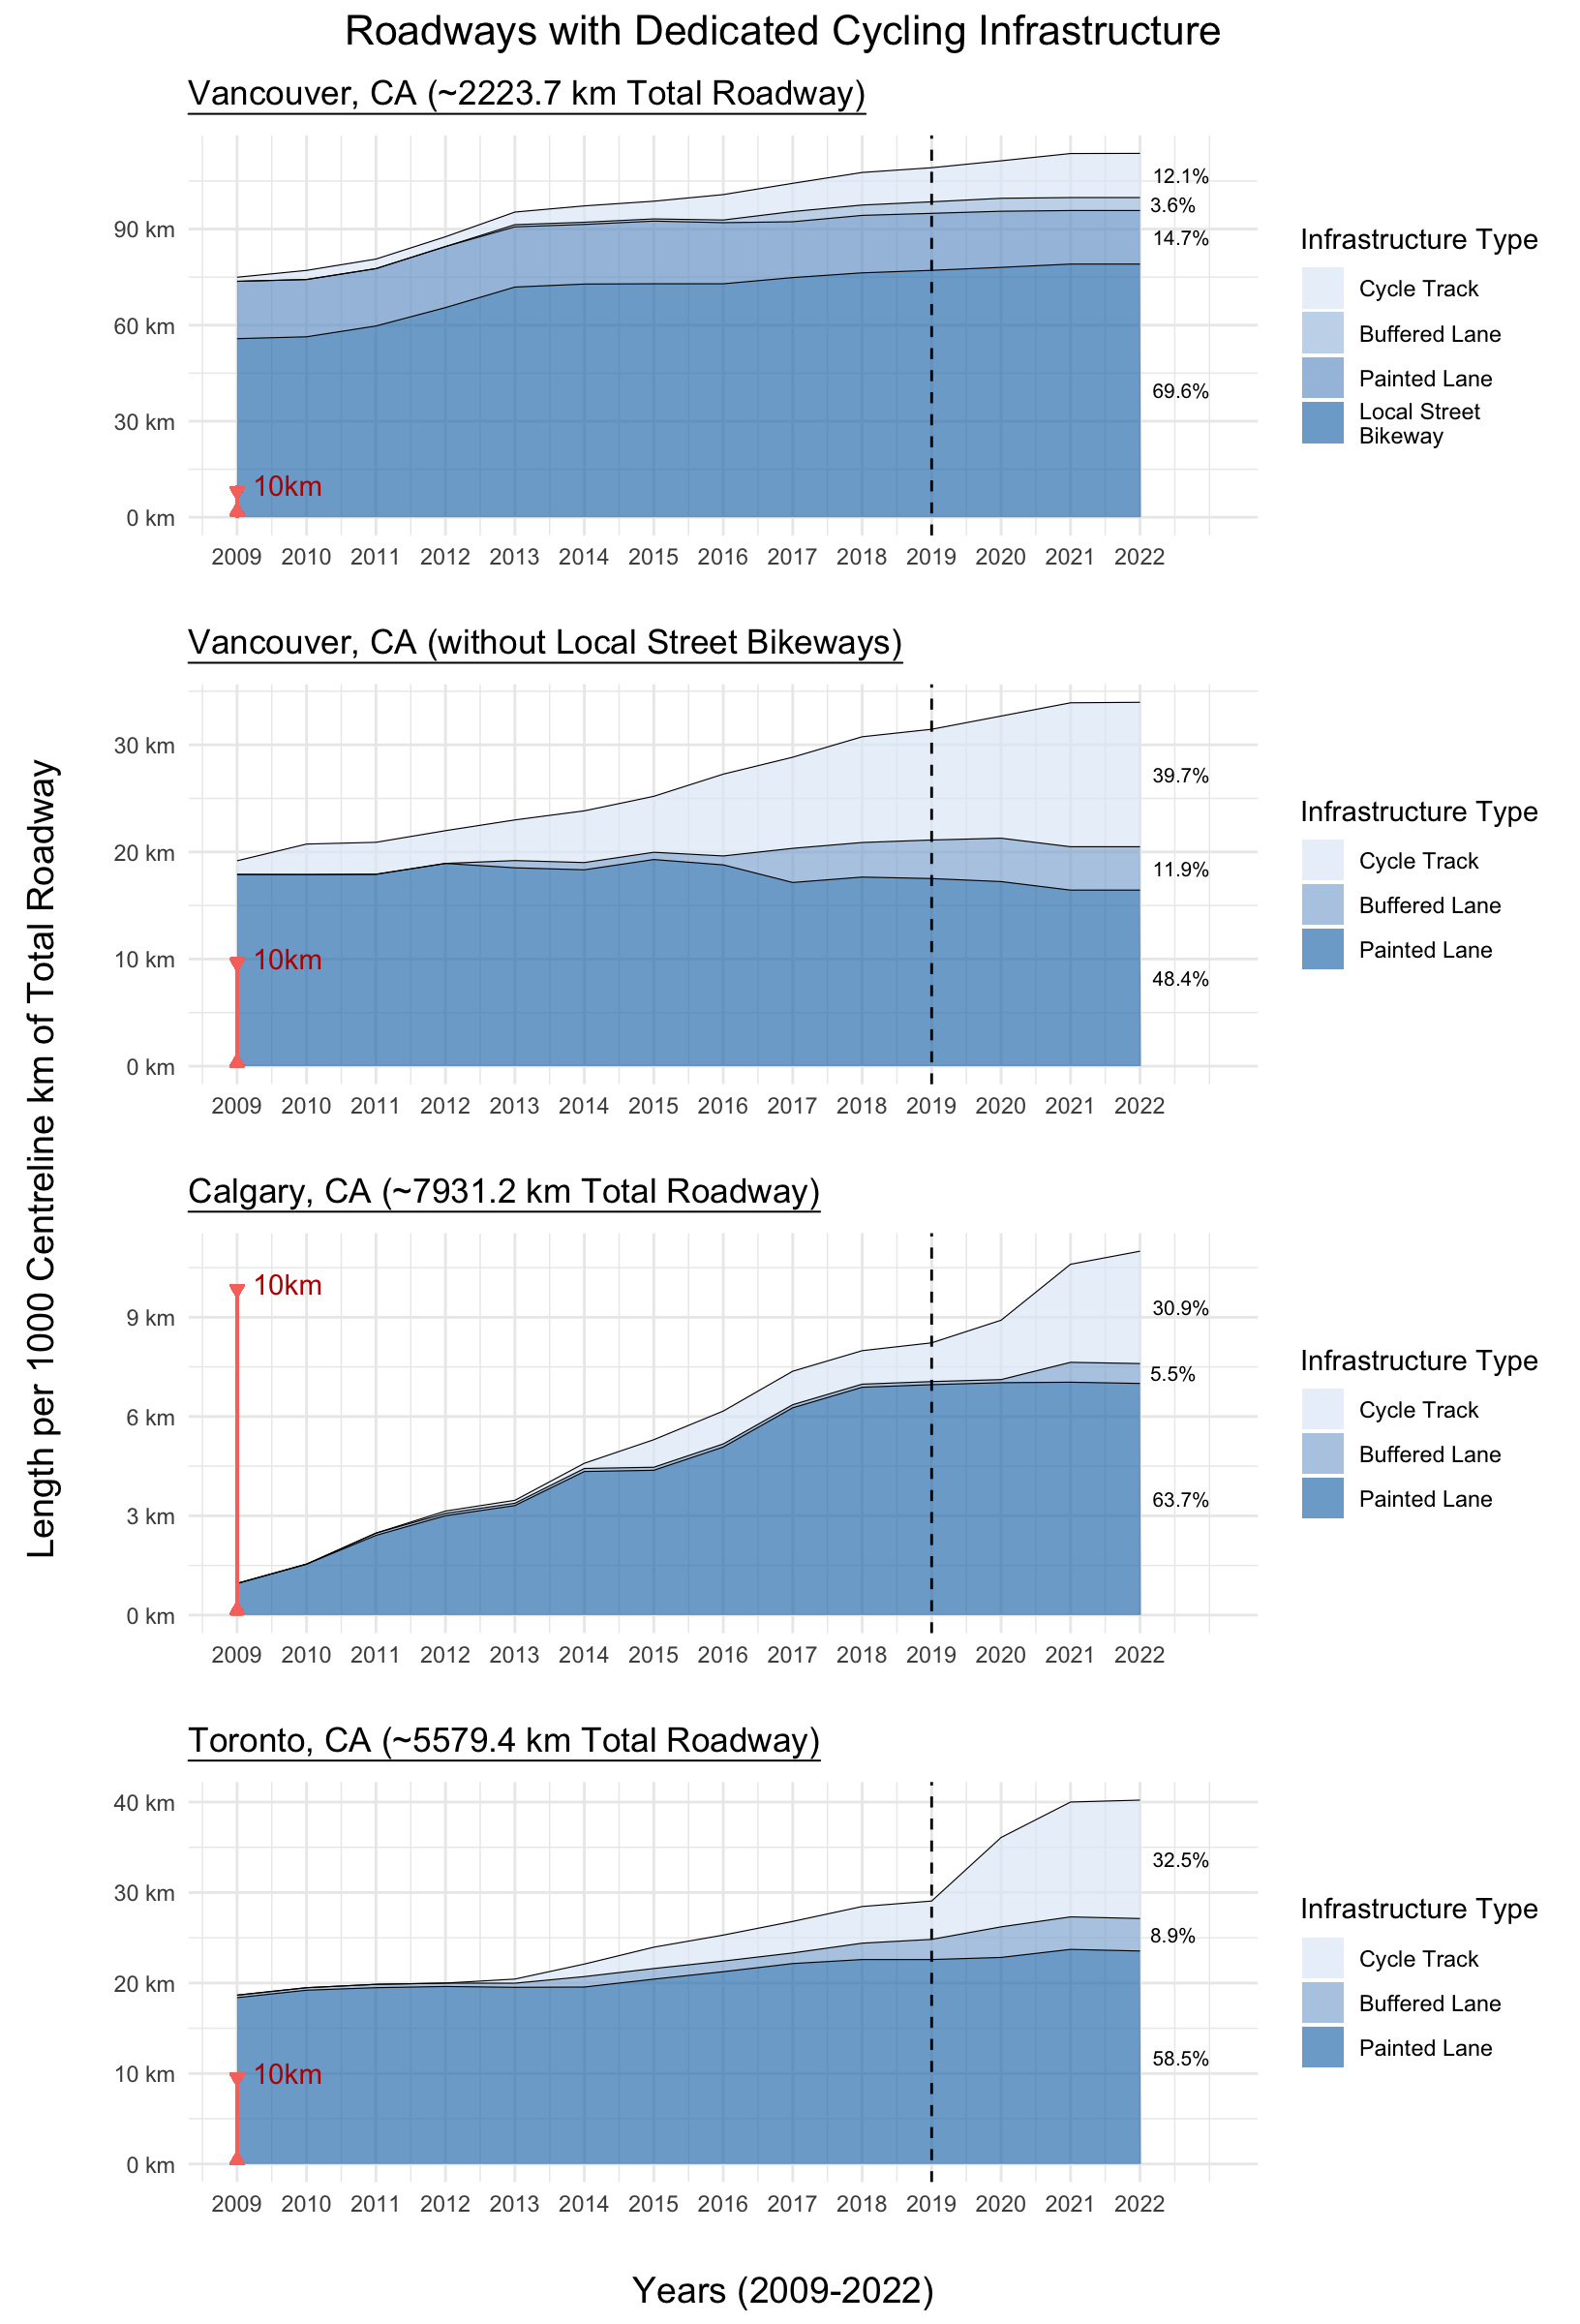 Roadways with Dedicated Cycling Infrastructure
Length per 1000 Centreline km of Total Roadway
Vancouver, CA (~2223.7 km Total Roadway)
90 km
60 km
30 km
0 km
10km
12.1%
3.6%
14.7%
69.6%
2009 2010 2011 2012 2013 2014 2015 2016 2017 2018 2019 2020 2021 2022
Infrastructure Type
Cycle Track
Buffered Lane
Painted Lane
Local Street
Bikeway
Vancouver, CA (without Local Street Bikeways)
30 km
20 km
10 km
0 km
10km
39.7%
11.9%
48.4%
2009 2010 2011 2012 2013 2014 2015 2016 2017 2018 2019 2020 2021 2022
Infrastructure Type
Cycle Track
Buffered Lane
Painted Lane
Calgary, CA (~7931.2 km Total Roadway)
9 km
6 km
3 km
0 km
10km
30.9%
5.5%
63.7%
2009 2010 2011 2012 2013 2014 2015 2016 2017 2018 2019 2020 2021 2022
Infrastructure Type
Cycle Track
Buffered Lane
Painted Lane
Toronto, CA (~5579.4 km Total Roadway)
40 km
30 km
20 km
10 km
0 km
10km
32.5%
8.9%
58.5%
2009 2010 2011 2012 2013 2014 2015 2016 2017 2018 2019 2020 2021 2022
Infrastructure Type
Cycle Track
Buffered Lane
Painted Lane
Years (2009-2022)